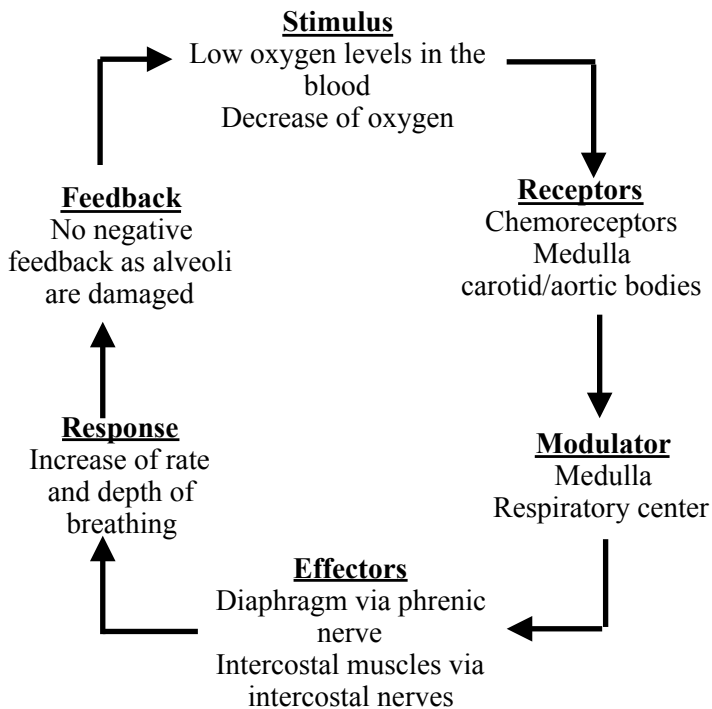 Stimulus
Low oxygen levels in the
blood
Decrease of oxygen
Receptors
Chemoreceptors
Medulla
carotid/aortic bodies
Modulator
Medulla
Respiratory center
Effectors
Diaphragm via phrenic
nerve
Intercostal muscles via
intercostal nerves
Response
Increase of rate
and depth of
breathing
Feedback
No negative
feedback as alveoli
are damaged